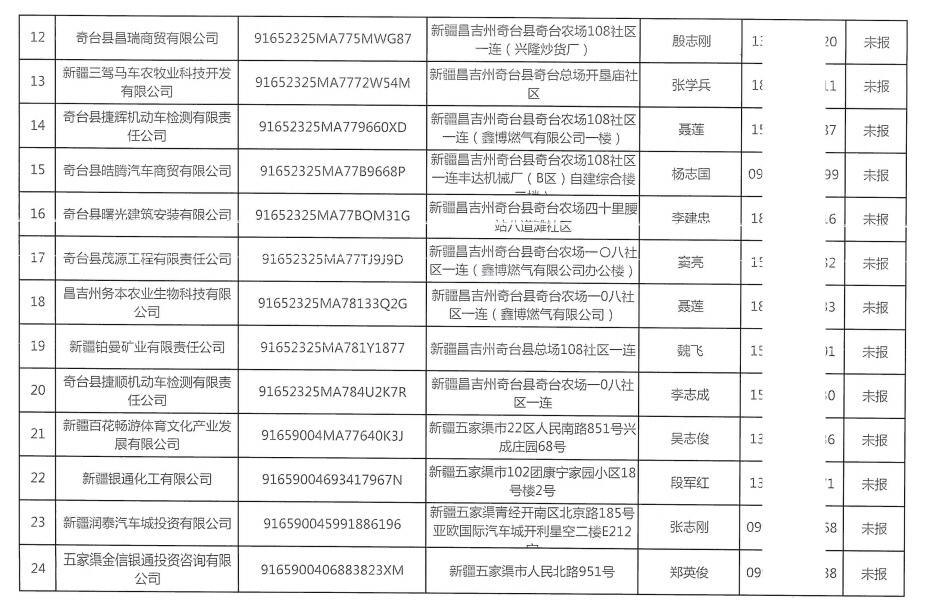 12 奇台县昌瑞商贸有限公司 91652325MA775MWG87 新疆昌吉州奇台县奇台农场108社区一连（兴隆炒货厂） 殷志刚 13 20 未报
13 新疆三驾马车农牧业科技开发有限公司 91652325MA7772W54M 新疆昌吉州奇台县奇台总场开垦庙社区 张学兵 18 11 未报
14 奇台县捷辉机动车检测有限责任公司 91652325MA779660XD 新疆昌吉州奇台县奇台农场108社区一连（鑫博燃气有限公司一楼） 聂莲 15 37 未报
15 奇台县皓腾汽车商贸有限公司 91652325MA77B9668P 新疆昌吉州奇台县奇台农场108社区一连丰达机械厂（B区）自建综合楼 杨志国 09 99 未报
16 奇台县曙光建筑安装有限公司 91652325MA77BQM31G 新疆昌吉州奇台县奇台农场四十里腰站八道滩社区 李建忠 18 16 未报
17 奇台县茂源工程有限责任公司 91652325MA77TJ9J9D 新疆昌吉州奇台县奇台农场一〇八社区一连（鑫博燃气有限公司办公楼） 窦亮 15 32 未报
18 昌吉州务本农业生物科技有限公司 91652325MA78133Q2G 新疆昌吉州奇台县奇台农场一0八社区一连（鑫博燃气有限公司） 聂莲 18 33 未报
19 新疆铂曼矿业有限责任公司 91652325MA781Y1877 新疆昌吉州奇台县总场108社区一连 魏飞 15 01 未报
20 奇台县捷顺机动车检测有限责任公司 91652325MA784U2K7R 新疆昌吉州奇台县奇台农场一0八社区一连 李志成 15 30 未报
21 新疆百花畅游体育文化产业发展有限公司 91659004MA77640K3J 新疆五家渠市22区人民南路851号兴成庄园68号 吴志俊 13 36 未报
22 新疆银通化工有限公司 91659004693417967N 新疆五家渠市102团康宁家园小区18号楼2号 段军红 13 71 未报
23 新疆润泰汽车城投资有限公司 916590045991886196 新疆五家渠青经开南区北京路185号亚欧国际汽车城开利星空二楼E212 张志刚 09 58 未报
24 五家渠金信银通投资咨询有限公司 9165900406883823XM 新疆五家渠市人民北路951号 郑英俊 09 38 未报